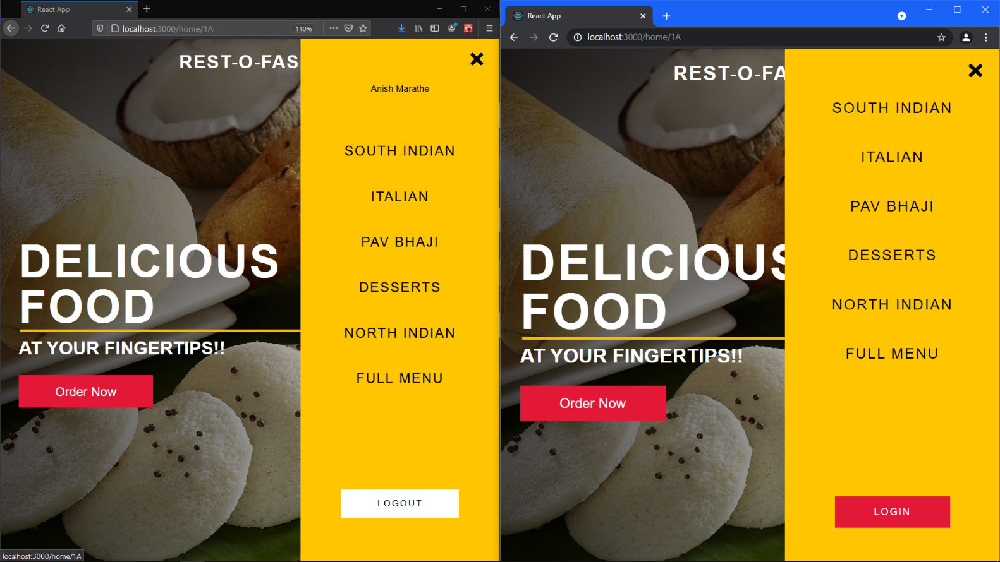 React App
localhost:3000/home/1A
110%
REST-O-FAS
Anish Marathe
SOUTH INDIAN
ITALIAN
PAV BHAJI
DESSERTS
NORTH INDIAN
FULL MENU
LOGOUT
DELICIOUS
FOOD
AT YOUR FINGERTIPS!!
Order Now
localhost:3000/home/1A
React App
localhost:3000/home/1A
REST-O-FA
SOUTH INDIAN
ITALIAN
PAV BHAJI
DESSERTS
NORTH INDIAN
FULL MENU
LOGIN
DELICIOUS
FOOD
AT YOUR FINGERTIPS!!
Order Now